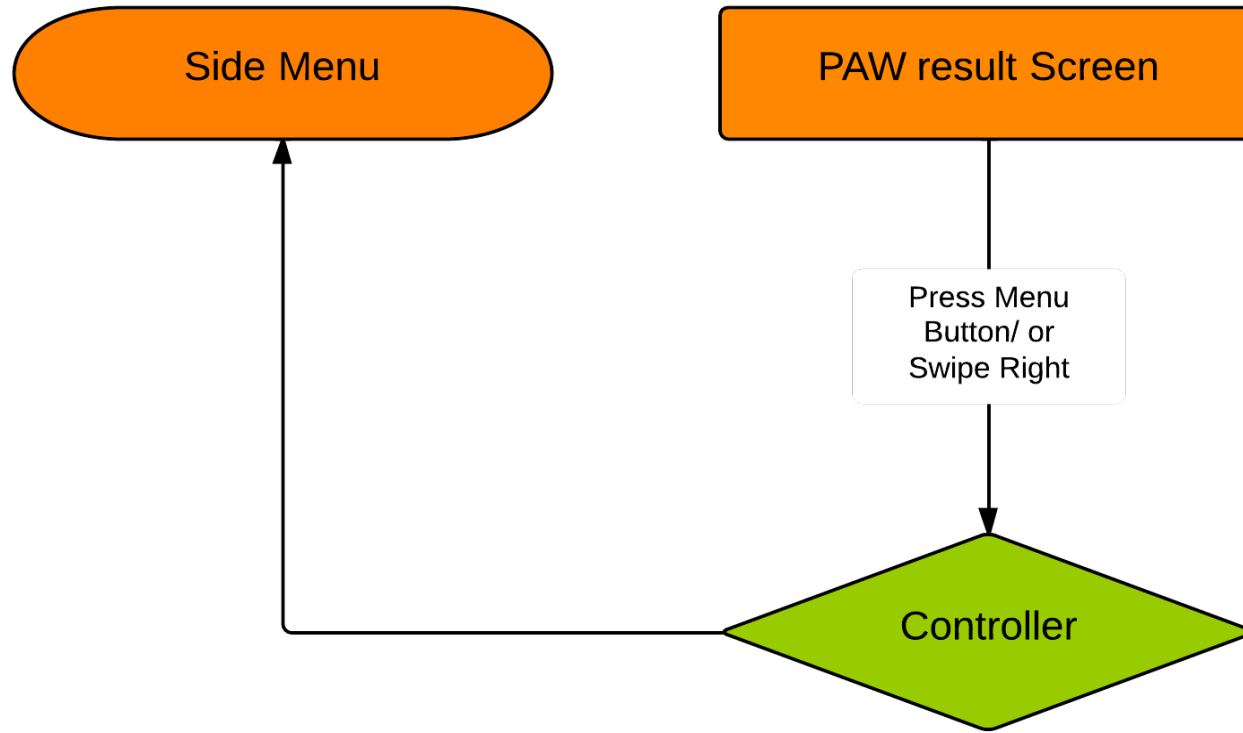 Side Menu
PAW result Screen
Press Menu
Button/ or
Swipe Right
Controller